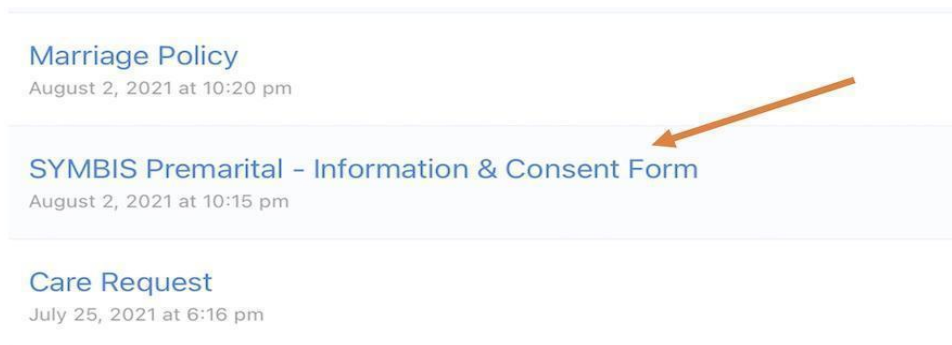 Marriage Policy
August 2, 2021 at 10:20 pm
SYMBIS Premarital - Information & Consent Form
August 2, 2021 at 10:15 pm
Care Request
July 25, 2021 at 6:16 pm